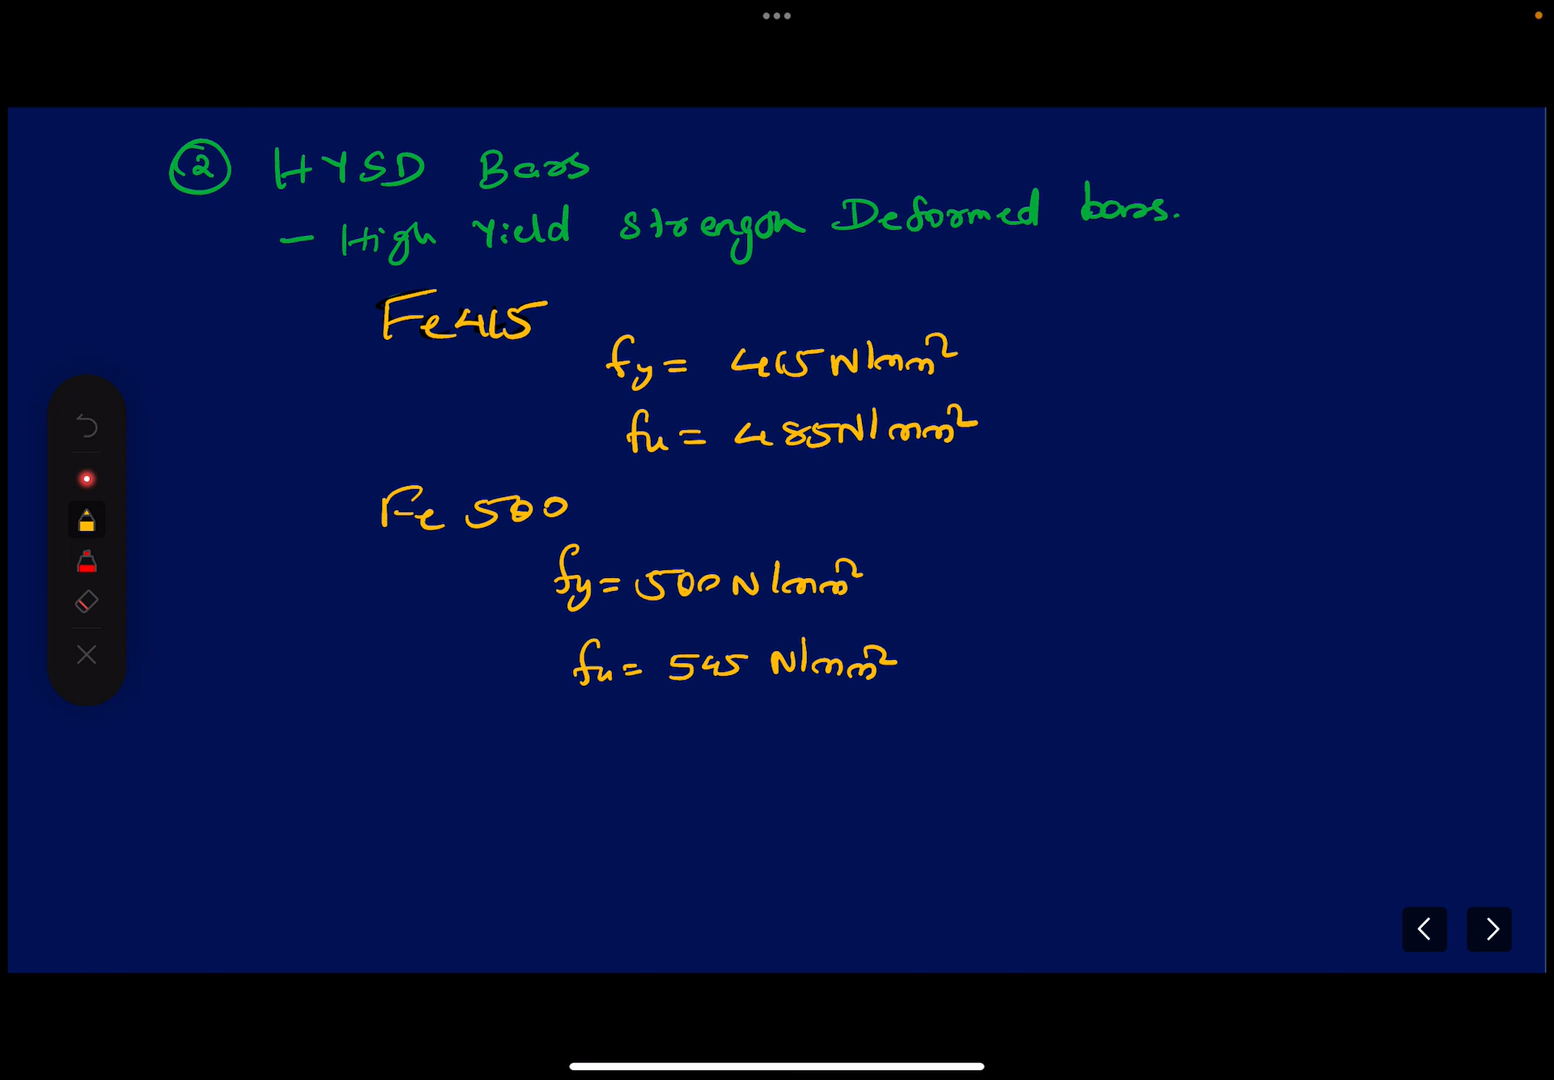 ② HYSD Bars
- High Yield Strength Deformed bars.
Fe415
fy = 415 N/mm²
fu = 485N/mm²
Fe 500
fy = 500 N/mm²
fu = 545 N/mm²